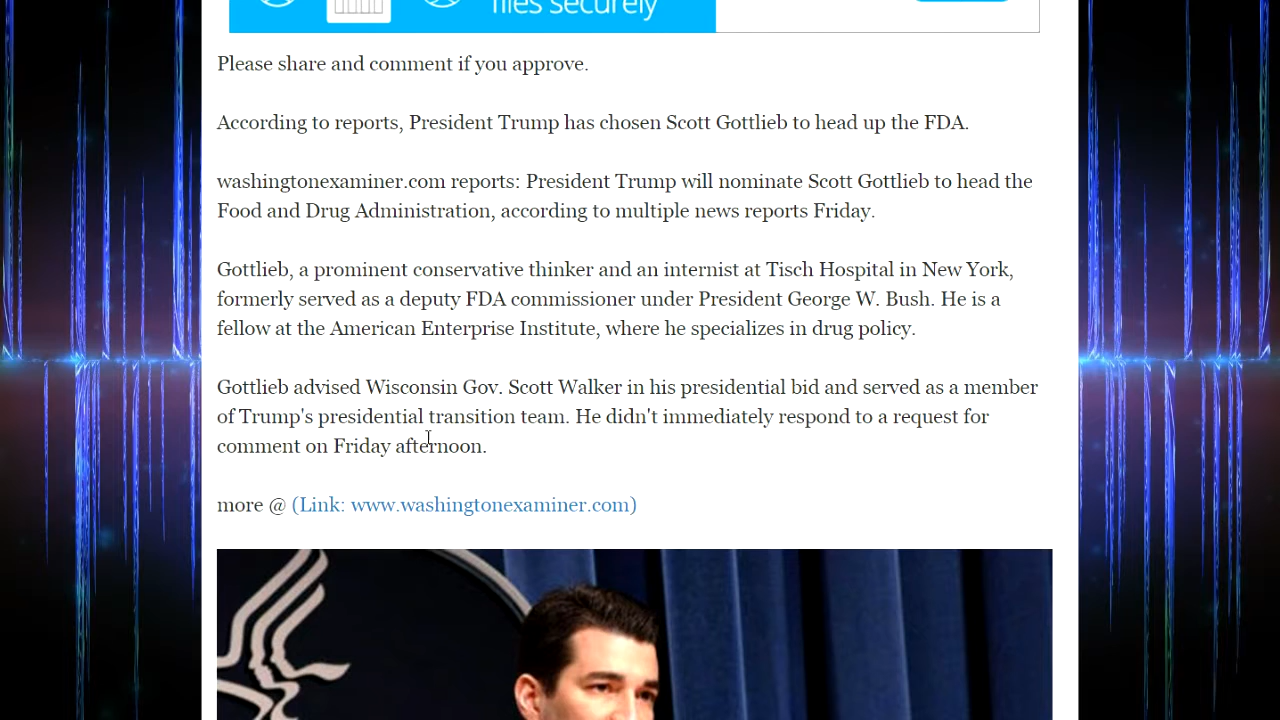 files securely
Please share and comment if you approve.
According to reports, President Trump has chosen Scott Gottlieb to head up the FDA.
washingtonexaminer.com reports: President Trump will nominate Scott Gottlieb to head the
Food and Drug Administration, according to multiple news reports Friday.
Gottlieb, a prominent conservative thinker and an internist at Tisch Hospital in New York,
formerly served as a deputy FDA commissioner under President George W. Bush. He is a
fellow at the American Enterprise Institute, where he specializes in drug policy.
Gottlieb advised Wisconsin Gov. Scott Walker in his presidential bid and served as a member
of Trump's presidential transition team. He didn't immediately respond to a request for
comment on Friday afternoon.
more @ (Link: www.washingtonexaminer.com)